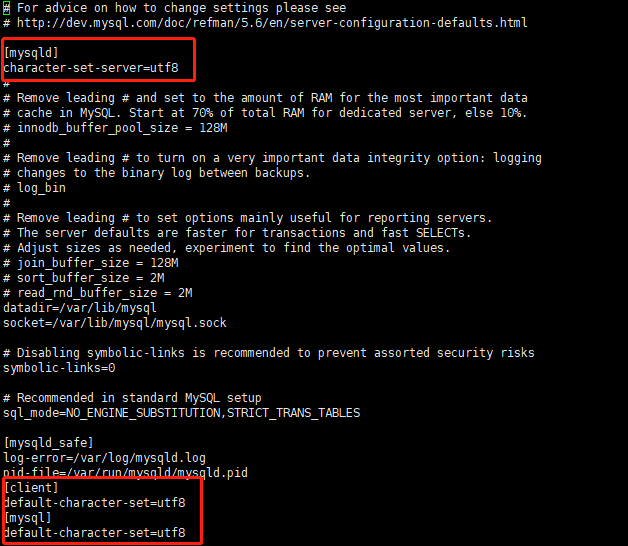 # For advice on how to change settings please see
# http://dev.mysql.com/doc/refman/5.6/en/server-configuration-defaults.html
[mysqld]
character-set-server=utf8
#
# Remove leading # and set to the amount of RAM for the most important data
# cache in MySQL. Start at 70% of total RAM for dedicated server, else 10%.
# innodb_buffer_pool_size = 128M
#
# Remove leading # to turn on a very important data integrity option: logging
# changes to the binary log between backups.
# log_bin
#
# Remove leading # to set options mainly useful for reporting servers.
# The server defaults are faster for transactions and fast SELECTs.
# Adjust sizes as needed, experiment to find the optimal values.
# join_buffer_size = 128M
# sort_buffer_size = 2M
# read_rnd_buffer_size = 2M
datadir=/var/lib/mysql
socket=/var/lib/mysql/mysql.sock
# Disabling symbolic-links is recommended to prevent assorted security risks
symbolic-links=0
# Recommended in standard MySQL setup
sql_mode=NO_ENGINE_SUBSTITUTION,STRICT_TRANS_TABLES
[mysqld_safe]
log-error=/var/log/mysqld.log
pid-file=/var/run/mysqld/mysqld.pid
[client]
default-character-set=utf8
[mysql]
default-character-set=utf8